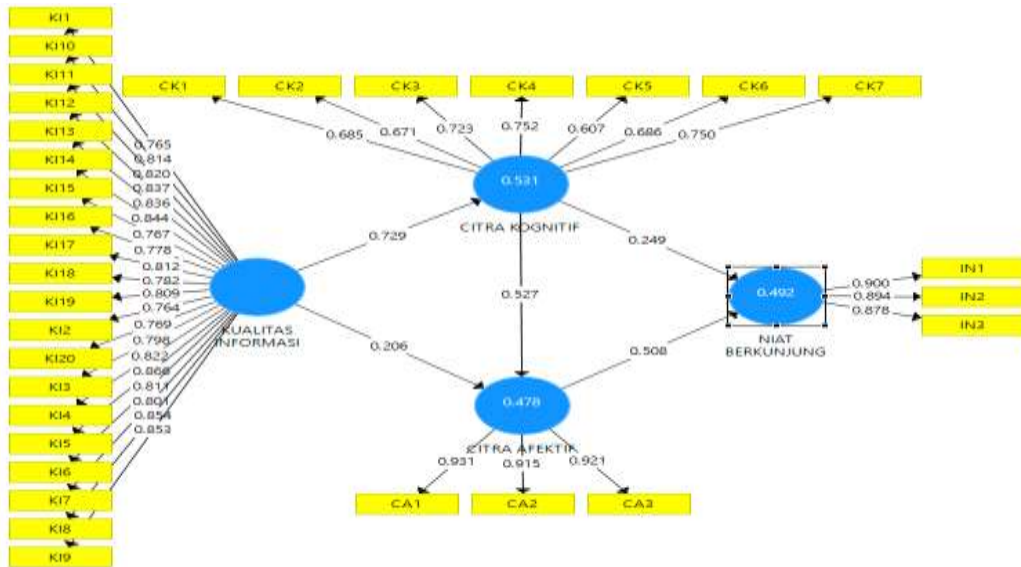 KI1
KI10
KI11
KI12
KI13
KI14
KI15
KI16
KI17
KI18
KI19
KI2
KI20
KI3
KI4
KI5
KI6
KI7
KI8
KI9
0.765
0.814
0.820
0.837
0.836
0.844
0.767
0.778
0.812
0.782
0.809
0.764
0.769
0.798
0.822
0.811
0.801
0.854
0.853
KUALITAS
INFORMASI
CK1 CK2 CK3 CK4 CK5 CK6 CK7
0.685 0.671 0.723 0.752 0.607 0.686 0.750
0.531
CITRA KOGNITIF
0.729
0.249
0.527
0.206
0.508
0.492
NIAT
BERKUNJUNG
0.900
0.894
0.878
IN1
IN2
IN3
0.478
CITRA AFEKTIF
0.931 0.915 0.921
CA1 CA2 CA3